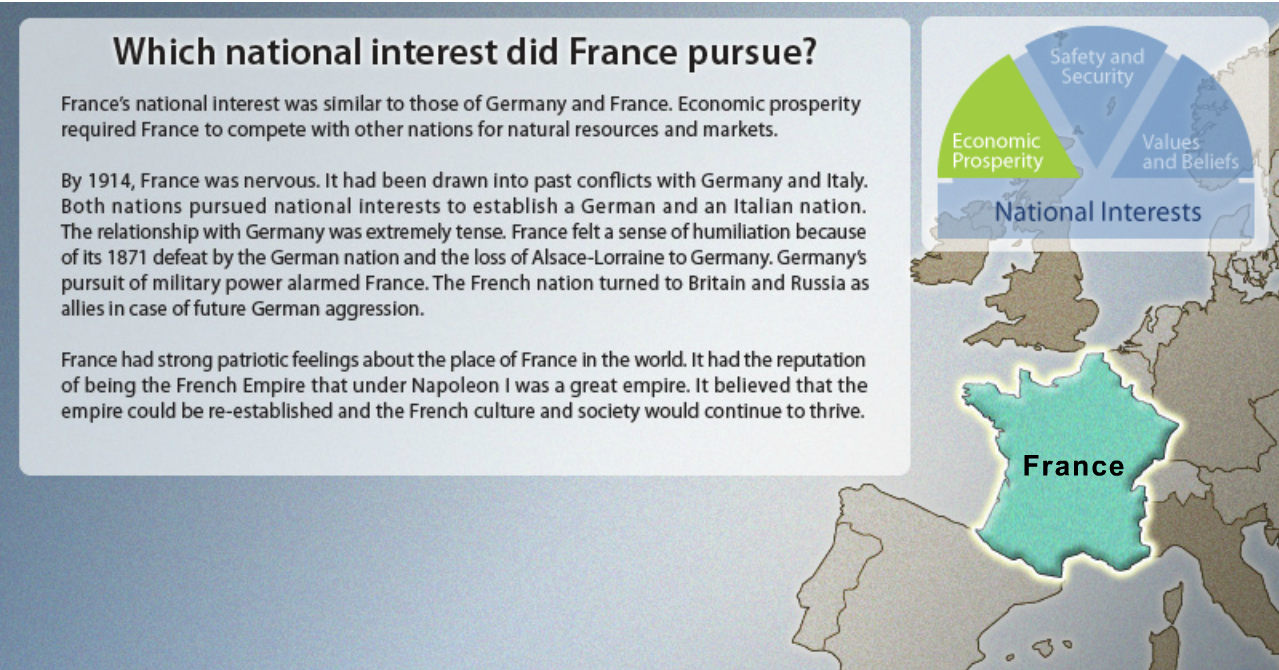 Which national interest did France pursue?
France's national interest was similar to those of Germany and France. Economic prosperity
required France to compete with other nations for natural resources and markets.
By 1914, France was nervous. It had been drawn into past conflicts with Germany and Italy.
Both nations pursued national interests to establish a German and an Italian nation.
The relationship with Germany was extremely tense. France felt a sense of humiliation because
of its 1871 defeat by the German nation and the loss of Alsace-Lorraine to Germany. Germany's
pursuit of military power alarmed France. The French nation turned to Britain and Russia as
allies in case of future German aggression.
France had strong patriotic feelings about the place of France in the world. It had the reputation
of being the French Empire that under Napoleon I was a great empire. It believed that the
empire could be re-established and the French culture and society would continue to thrive.
Safety and
Security
Economic
Prosperity
Values
and Beliefs
National Interests
France